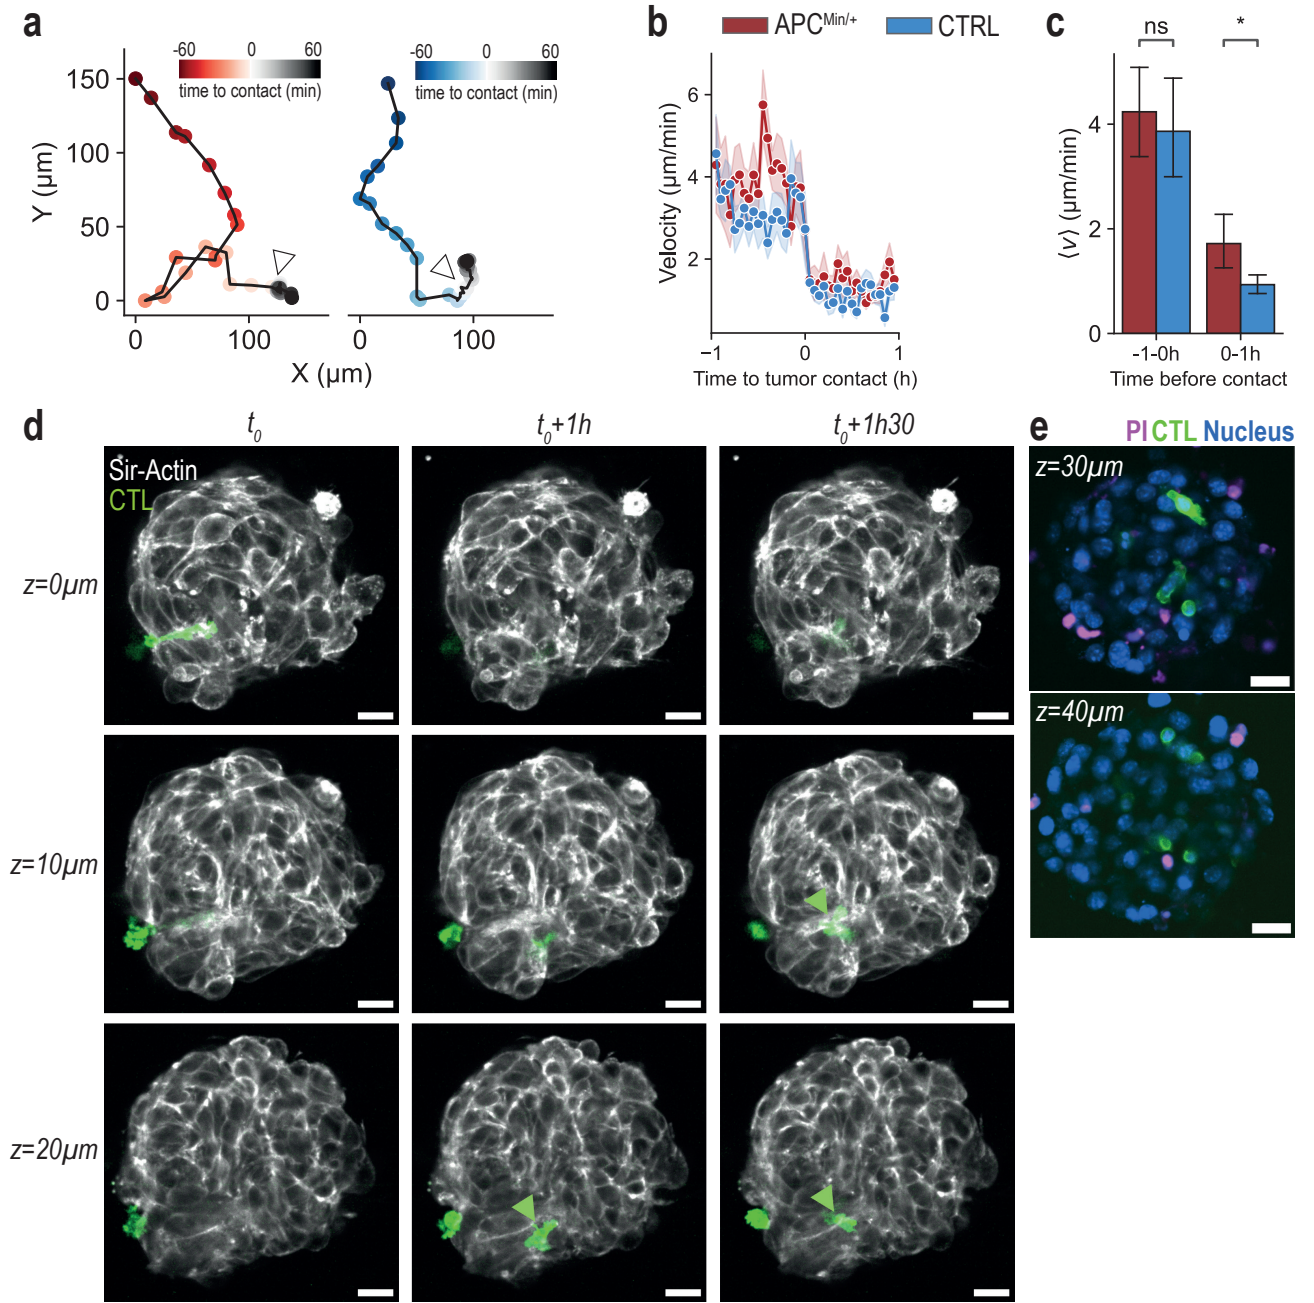 a
-60 0 60
time to contact (min)
-60 0 60
time to contact (min)
150
100
50
0
Y (µm)
0 100
0 100
X (µm)
b
APC^Min/+ CTRL
6
4
2
Velocity (µm/min)
−1 0 1
Time to tumor contact (h)
c
ns *
4
2
0
⟨v⟩ (µm/min)
-1-0h 0-1h
Time before contact
d
t₀ t₀+1h t₀+1h30
Sir-Actin
CTL
z=0µm
z=10µm
z=20µm
e
PI CTL Nucleus
z=30µm
z=40µm